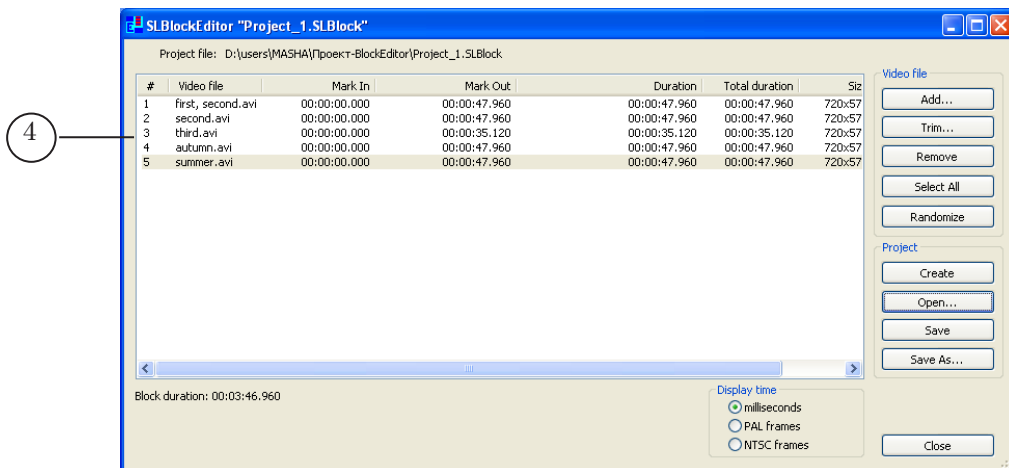 SLBlockEditor "Project_1.SLBlock"
Project file: D:\users\MASHA\Проект-BlockEditor\Project_1.SLBlock
# Video file Mark In Mark Out Duration Total duration Siz
1 first, second.avi 00:00:00.000 00:00:47.960 00:00:47.960 00:00:47.960 720x57
2 second.avi 00:00:00.000 00:00:47.960 00:00:47.960 00:00:47.960 720x57
3 third.avi 00:00:00.000 00:00:35.120 00:00:35.120 00:00:35.120 720x57
4 autumn.avi 00:00:00.000 00:00:47.960 00:00:47.960 00:00:47.960 720x57
5 summer.avi 00:00:00.000 00:00:47.960 00:00:47.960 00:00:47.960 720x57
4
Block duration: 00:03:46.960
Video file
Add...
Trim...
Remove
Select All
Randomize
Project
Create
Open...
Save
Save As...
Display time
milliseconds
PAL frames
NTSC frames
Close